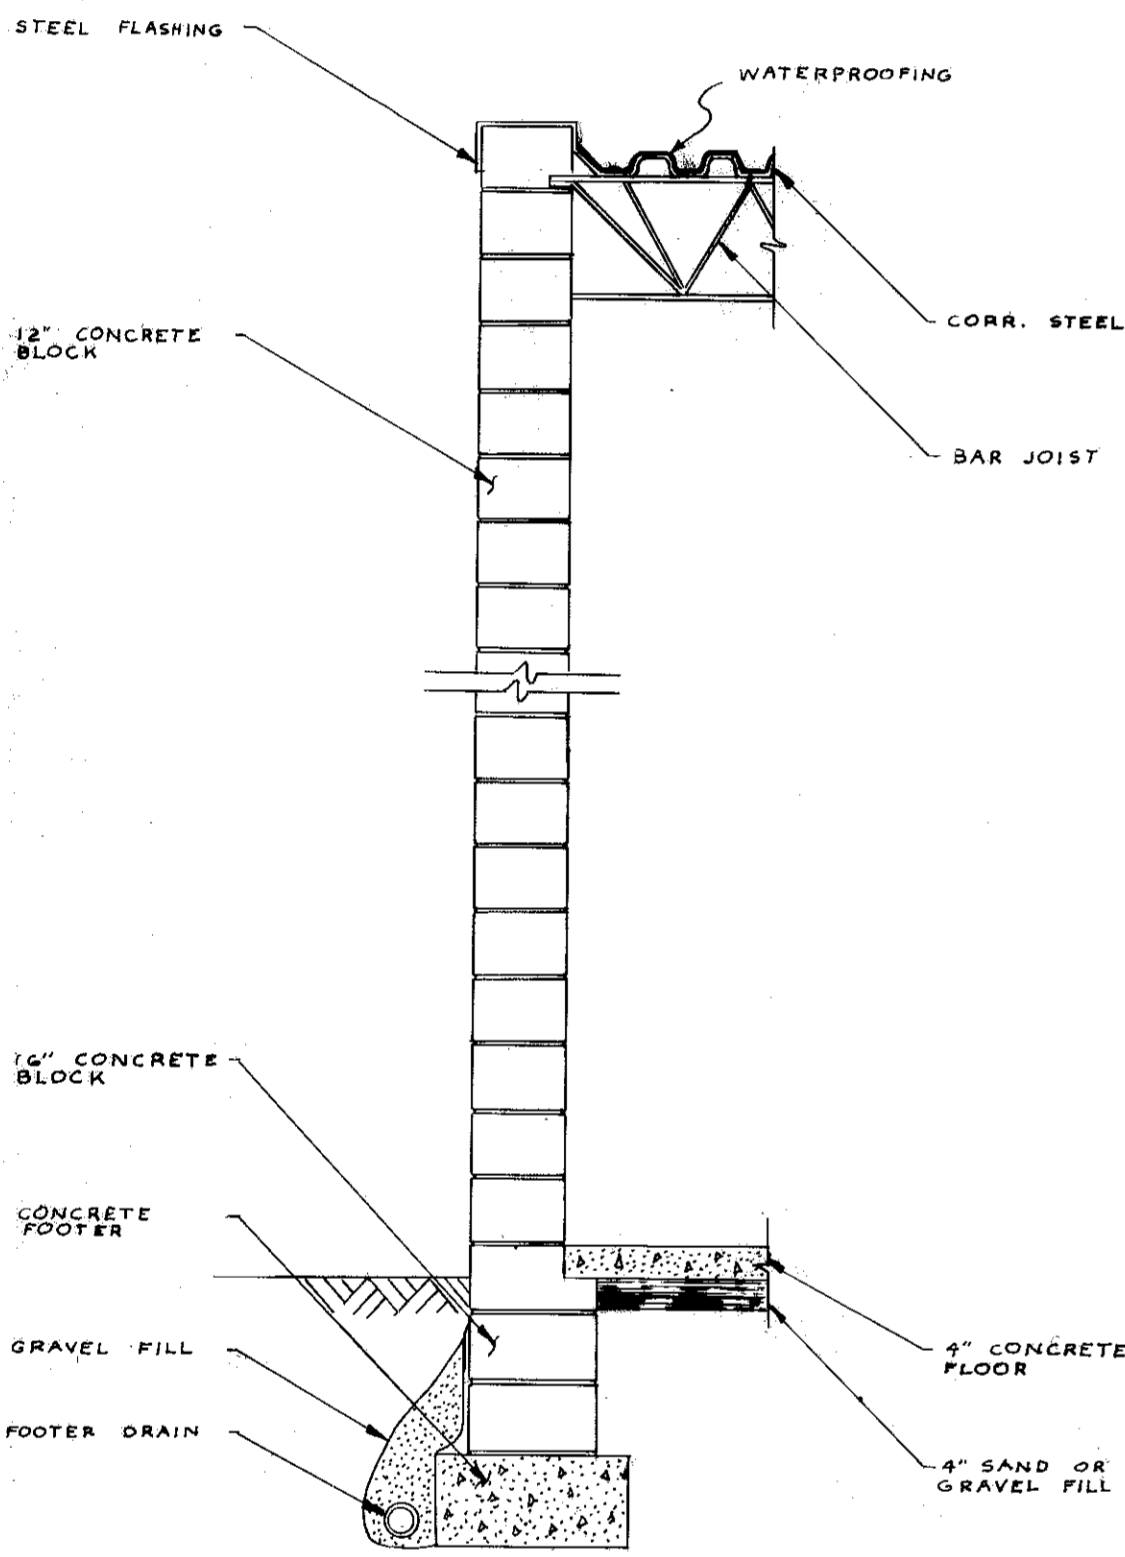 STEEL FLASHING
WATERPROOFING
CORR. STEEL
12" CONCRETE
BLOCK
BAR JOIST
16" CONCRETE
BLOCK
CONCRETE
FOOTER
GRAVEL FILL
4" CONCRETE
FLOOR
FOOTER DRAIN
4" SAND OR
GRAVEL FILL